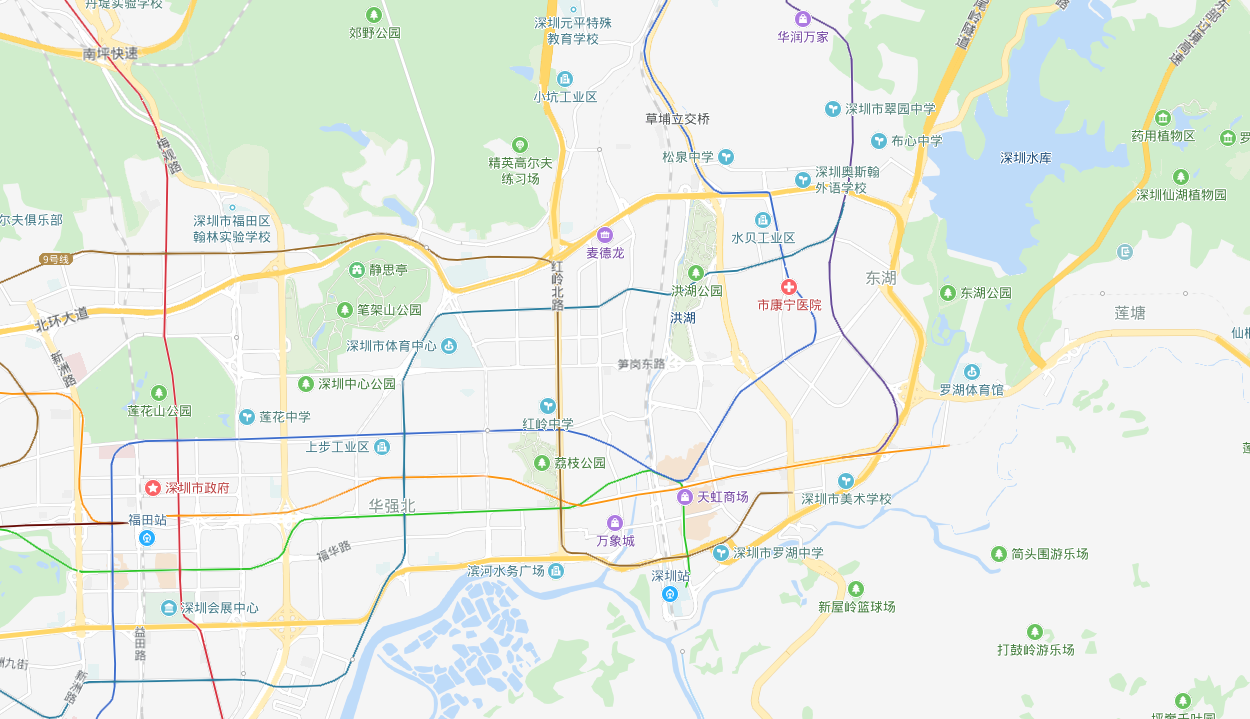 丹堤实验学校
郊野公园
深圳元平特殊
教育学校
华润万家
南坪快速
小坑工业区
草埔立交桥
深圳市翠园中学
布心中学
松泉中学
深圳奥斯翰
外语学校
深圳水库
药用植物区
深圳仙湖植物园
东部过境高速
梅观路
精英高尔夫
练习场
尔夫俱乐部
深圳市福田区
翰林实验学校
水贝工业区
麦德龙
9号线
静思亭
红岭北路
洪湖公园
洪湖
市康宁医院
东湖
东湖公园
莲塘
笔架山公园
北环大道
深圳市体育中心
新洲路
笋岗东路
深圳中心公园
罗湖体育馆
莲花山公园
莲花中学
红岭中学
上步工业区
荔枝公园
深圳市政府
天虹商场
深圳市美术学校
华强北
福田站
万象城
福华路
深圳市罗湖中学
简头围游乐场
滨河水务广场
深圳站
新屋岭篮球场
深圳会展中心
益田路
打鼓岭游乐场
洲九街
新洲路